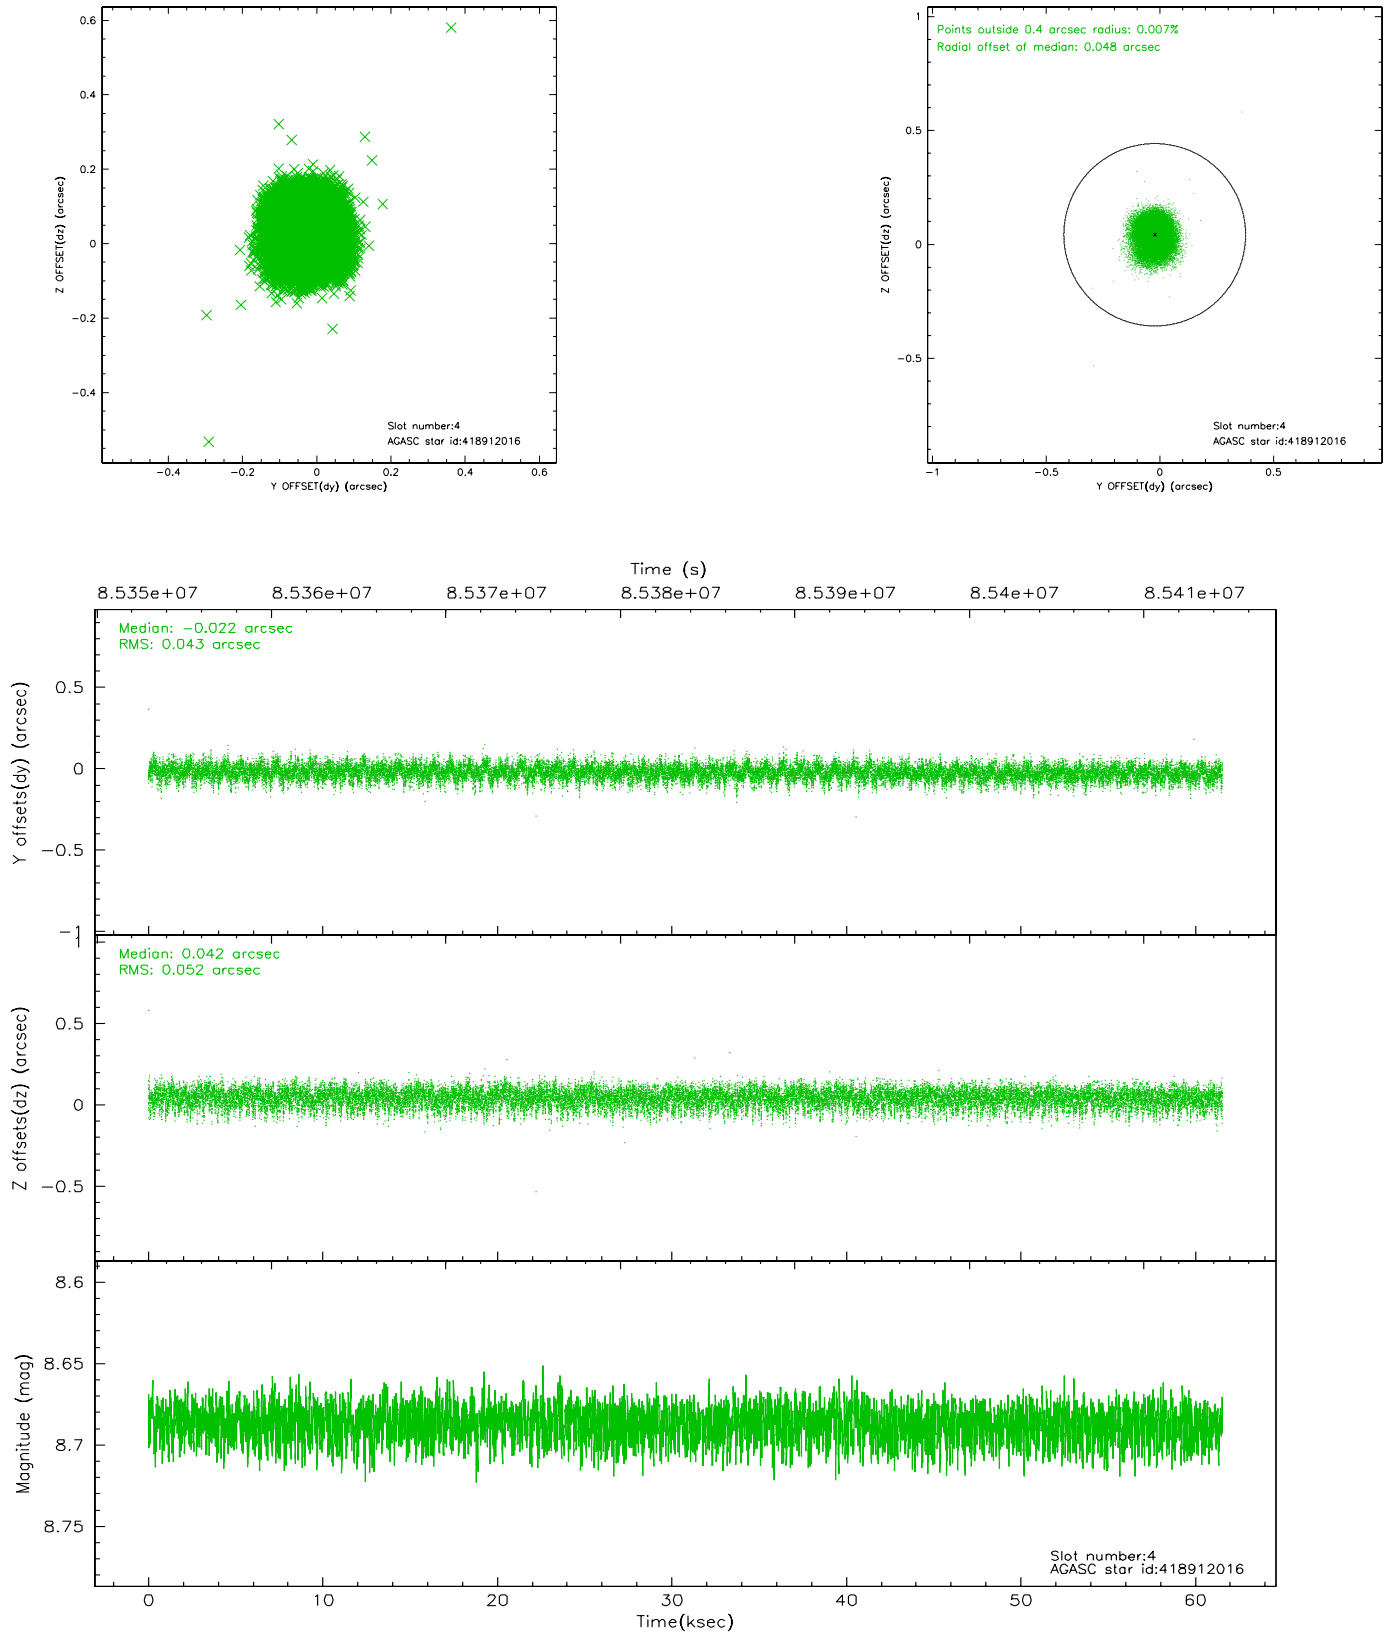 0.6
0.4
0.2
0
−0.2
−0.4
Z OFFSET(dz) (arcsec)
Slot number:4
AGASC star id:418912016
−0.4 −0.2 0 0.2 0.4 0.6
Y OFFSET(dy) (arcsec)
1
0.5
0
−0.5
Z OFFSET(dz) (arcsec)
Points outside 0.4 arcsec radius: 0.007%
Radial offset of median: 0.048 arcsec
Slot number:4
AGASC star id:418912016
−1 −0.5 0 0.5
Y OFFSET(dy) (arcsec)
Time (s)
8.535e+07 8.536e+07 8.537e+07 8.538e+07 8.539e+07 8.54e+07 8.541e+07
Median: −0.022 arcsec
RMS: 0.043 arcsec
0.5
0
−0.5
−1
Y offsets(dy) (arcsec)
Median: 0.042 arcsec
RMS: 0.052 arcsec
1
0.5
0
−0.5
Z offsets(dz) (arcsec)
8.6
8.65
8.7
8.75
Magnitude (mag)
Slot number:4
AGASC star id:418912016
0 10 20 30 40 50 60
Time(ksec)